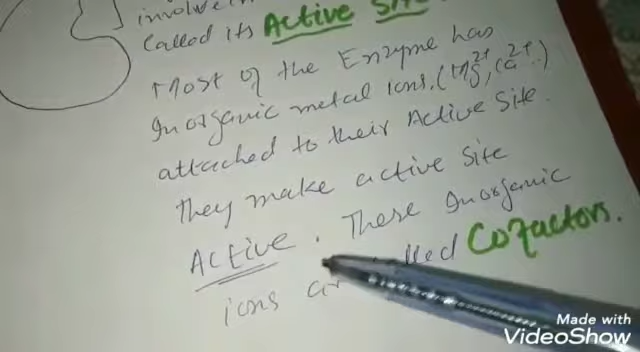 involve
Called its Active Site
Most of the Enzyme has
Inorganic metal ions. (Mg2+, Ca2+..)
attached to their Active Site.
They make active site
Active. These Inorganic
ions Cofactors.
Made with
VideoShow